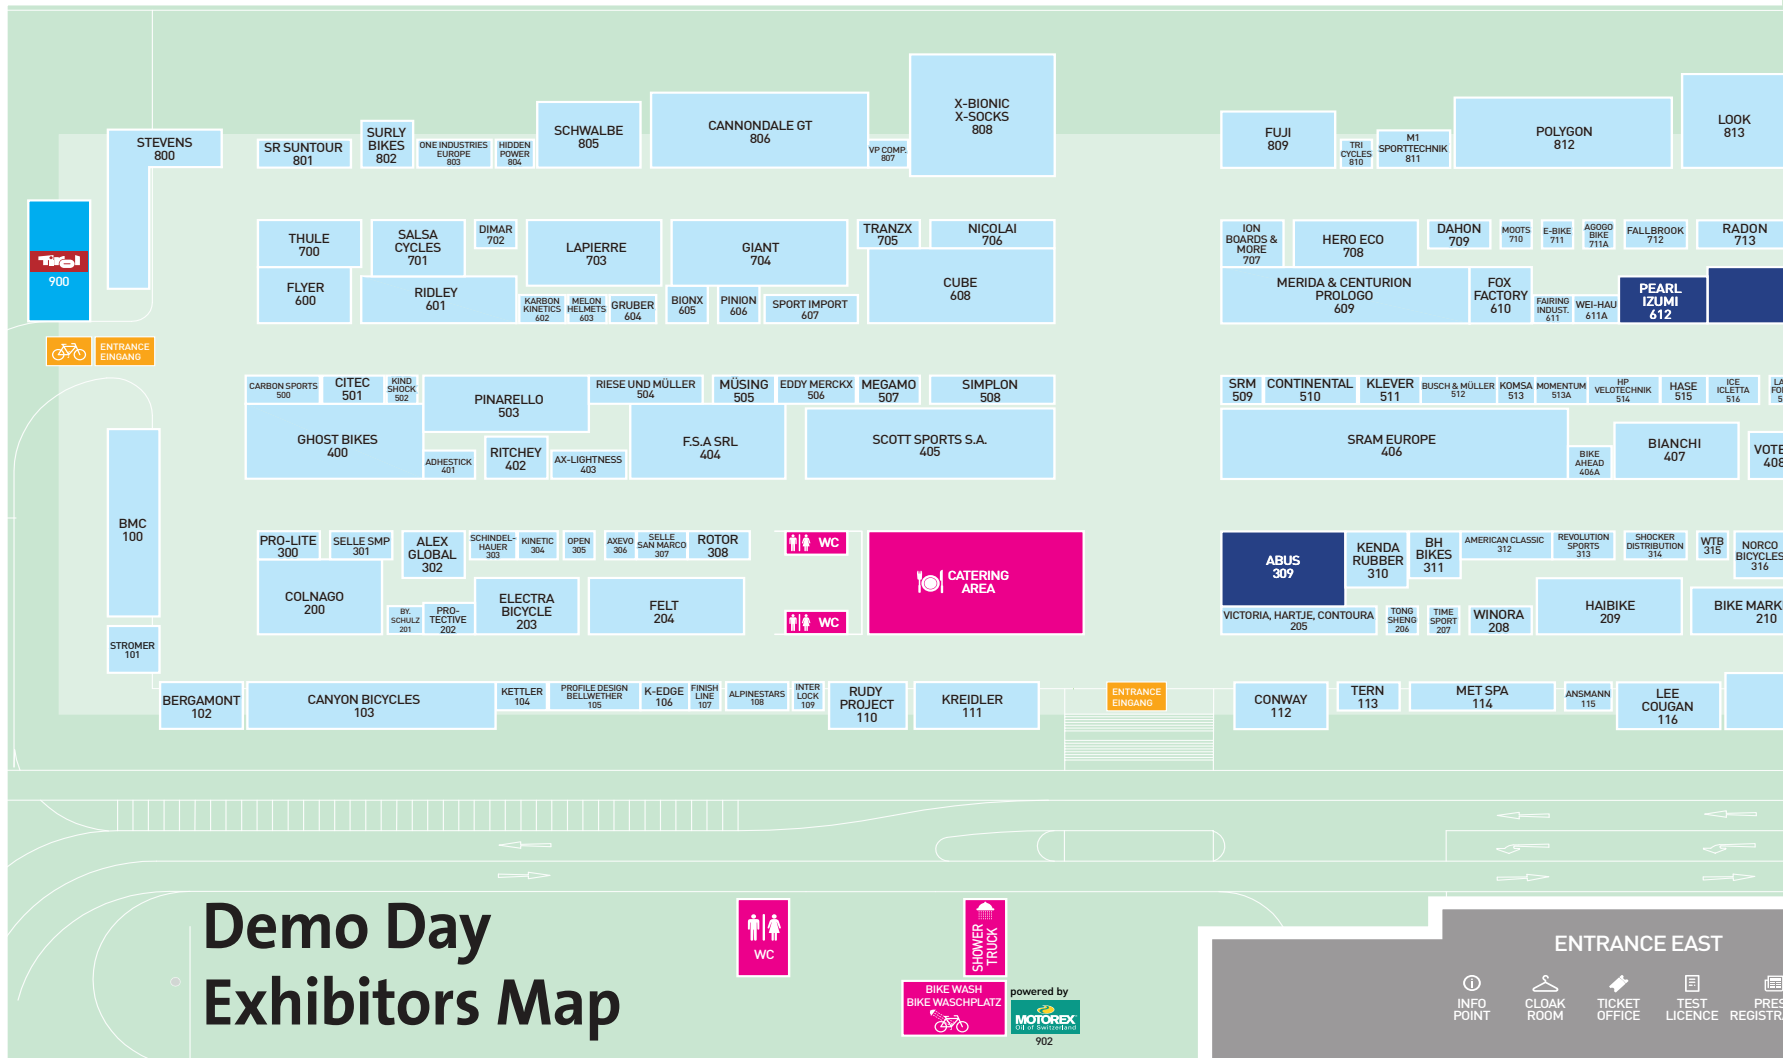 STEVENS
800
SR SUNTOUR
801
SURLY
BIKES
802
ONE INDUSTRIES
EUROPE
803
HIDDEN
POWER
804
SCHWALBE
805
CANNONDALE GT
806
VP COMP.
807
X-BIONIC
X-SOCKS
808
FUJI
809
TRI
CYCLES
810
M1
SPORTTECHNIK
811
POLYGON
812
LOOK
813
Tirol
900
THULE
700
SALSA
CYCLES
701
DIMAR
702
LAPIERRE
703
GIANT
704
TRANZX
705
NICOLAI
706
ION
BOARDS &
MORE
707
HERO ECO
708
DAHON
709
MOOTS
710
E-BIKE
711
AGOGO
BIKE
711A
FALLBROOK
712
RADON
713
FLYER
600
RIDLEY
601
KARBON
KINETICS
602
MELON
HELMETS
603
GRUBER
604
BIONX
605
PINION
606
SPORT IMPORT
607
CUBE
608
MERIDA & CENTURION
PROLOGO
609
FOX
FACTORY
610
FAIRING
INDUST.
611
WEI-HAU
611A
PEARL
IZUMI
612
ENTRANCE
EINGANG
CARBON SPORTS
500
CITEC
501
KIND
SHOCK
502
PINARELLO
503
RIESE UND MÜLLER
504
MÜSING
505
EDDY MERCKX
506
MEGAMO
507
SIMPLON
508
SRM
509
CONTINENTAL
510
KLEVER
511
BUSCH & MÜLLER
512
KOMSA
513
MOMENTUM
513A
HP
VELOTECHNIK
514
HASE
515
ICE
ICLETTA
516
GHOST BIKES
400
ADHESTICK
401
RITCHEY
402
AX-LIGHTNESS
403
F.S.A SRL
404
SCOTT SPORTS S.A.
405
SRAM EUROPE
406
BIKE
AHEAD
406A
BIANCHI
407
VOTE
408
BMC
100
PRO-LITE
300
SELLE SMP
301
ALEX
GLOBAL
302
SCHINDEL-
HAUER
303
KINETIC
304
OPEN
305
AXEVO
306
SELLE
SAN MARCO
307
ROTOR
308
WC
CATERING
AREA
WC
ABUS
309
KENDA
RUBBER
310
BH
BIKES
311
AMERICAN CLASSIC
312
REVOLUTION
SPORTS
313
SHOCKER
DISTRIBUTION
314
WTB
315
NORCO
BICYCLES
316
COLNAGO
200
BY.
SCHULZ
201
PRO-
TECTIVE
202
ELECTRA
BICYCLE
203
FELT
204
VICTORIA, HARTJE, CONTOURA
205
TONG
SHENG
206
TIME
SPORT
207
WINORA
208
HAIBIKE
209
BIKE MARK
210
STROMER
101
BERGAMONT
102
CANYON BICYCLES
103
KETTLER
104
PROFILE DESIGN
BELLWETHER
105
K-EDGE
106
FINISH
LINE
107
ALPINESTARS
108
INTER
LOCK
109
RUDY
PROJECT
110
KREIDLER
111
ENTRANCE
EINGANG
CONWAY
112
TERN
113
MET SPA
114
ANSMANN
115
LEE
COUGAN
116
Demo Day
Exhibitors Map
WC
SHOWER
TRUCK
BIKE WASH
BIKE WASCHPLATZ
powered by
MOTOREX
Oil of Switzerland
902
ENTRANCE EAST
INFO
POINT
CLOAK
ROOM
TICKET
OFFICE
TEST
LICENCE
PRES
REGISTRA